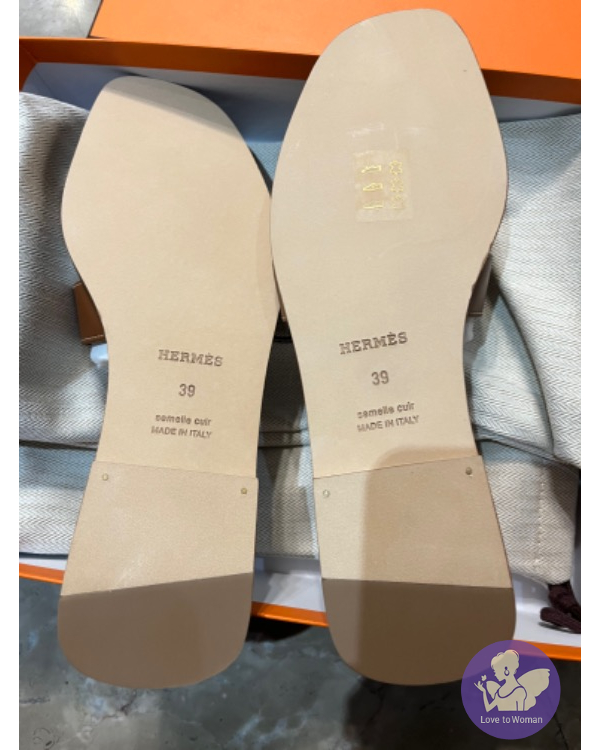 HERMÈS
39
semelle cuir
MADE IN ITALY
HERMÈS
39
semelle cuir
MADE IN ITALY
Love to Woman